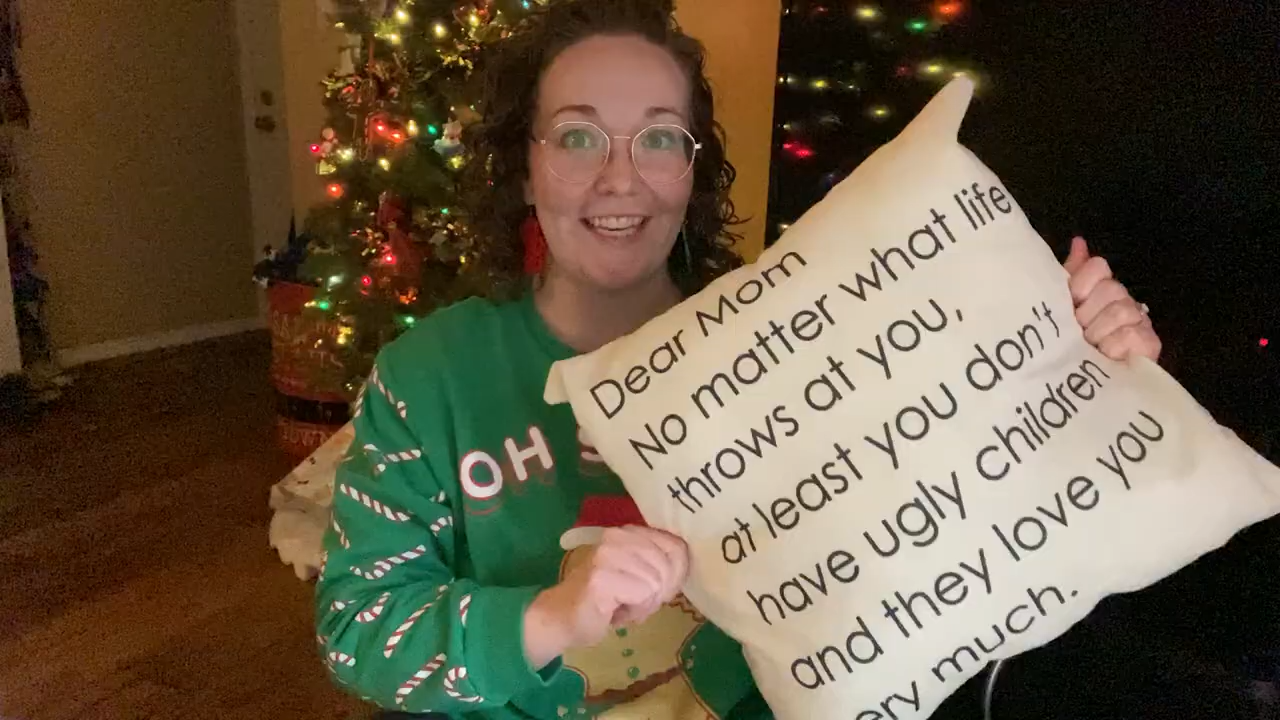 OH
Dear Mom
No matter what life
throws at you,
at least you don't
have ugly children
and they love you
much.